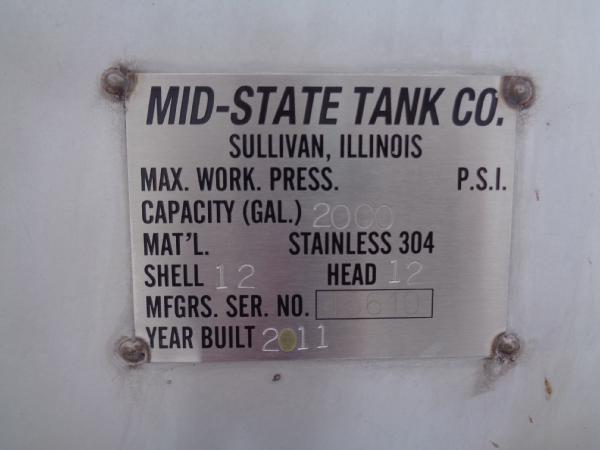 MID-STATE TANK CO.
SULLIVAN, ILLINOIS
MAX. WORK. PRESS. P.S.I.
CAPACITY (GAL.) 2000
MAT'L. STAINLESS 304
SHELL 12 HEAD 12
MFGRS. SER. NO.
YEAR BUILT 2011